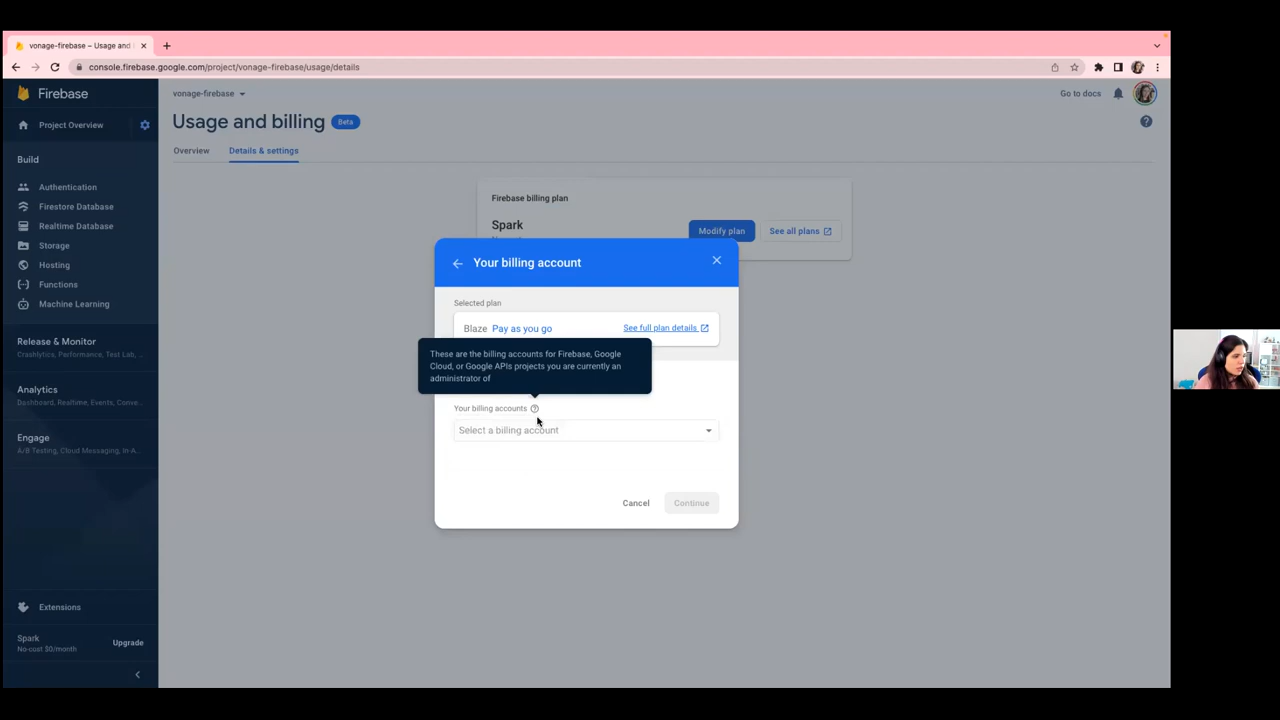 vonage-firebase – Usage and
console.firebase.google.com/project/vonage-firebase/usage/details
Firebase
vonage-firebase
Go to docs
Project Overview
Usage and billing
Beta
Overview
Details & settings
Build
Authentication
Firestore Database
Realtime Database
Storage
Hosting
Functions
Machine Learning
Release & Monitor
Crashlytics, Performance, Test Lab, ...
Analytics
Dashboard, Realtime, Events, Conve...
Engage
A/B Testing, Cloud Messaging, In-A...
Extensions
Spark
No-cost $0/month
Upgrade
Firebase billing plan
Spark
Modify plan
See all plans
Your billing account
Selected plan
Blaze Pay as you go
See full plan details
These are the billing accounts for Firebase, Google
Cloud, or Google APIs projects you are currently an
administrator of
Your billing accounts
Select a billing account
Cancel
Continue